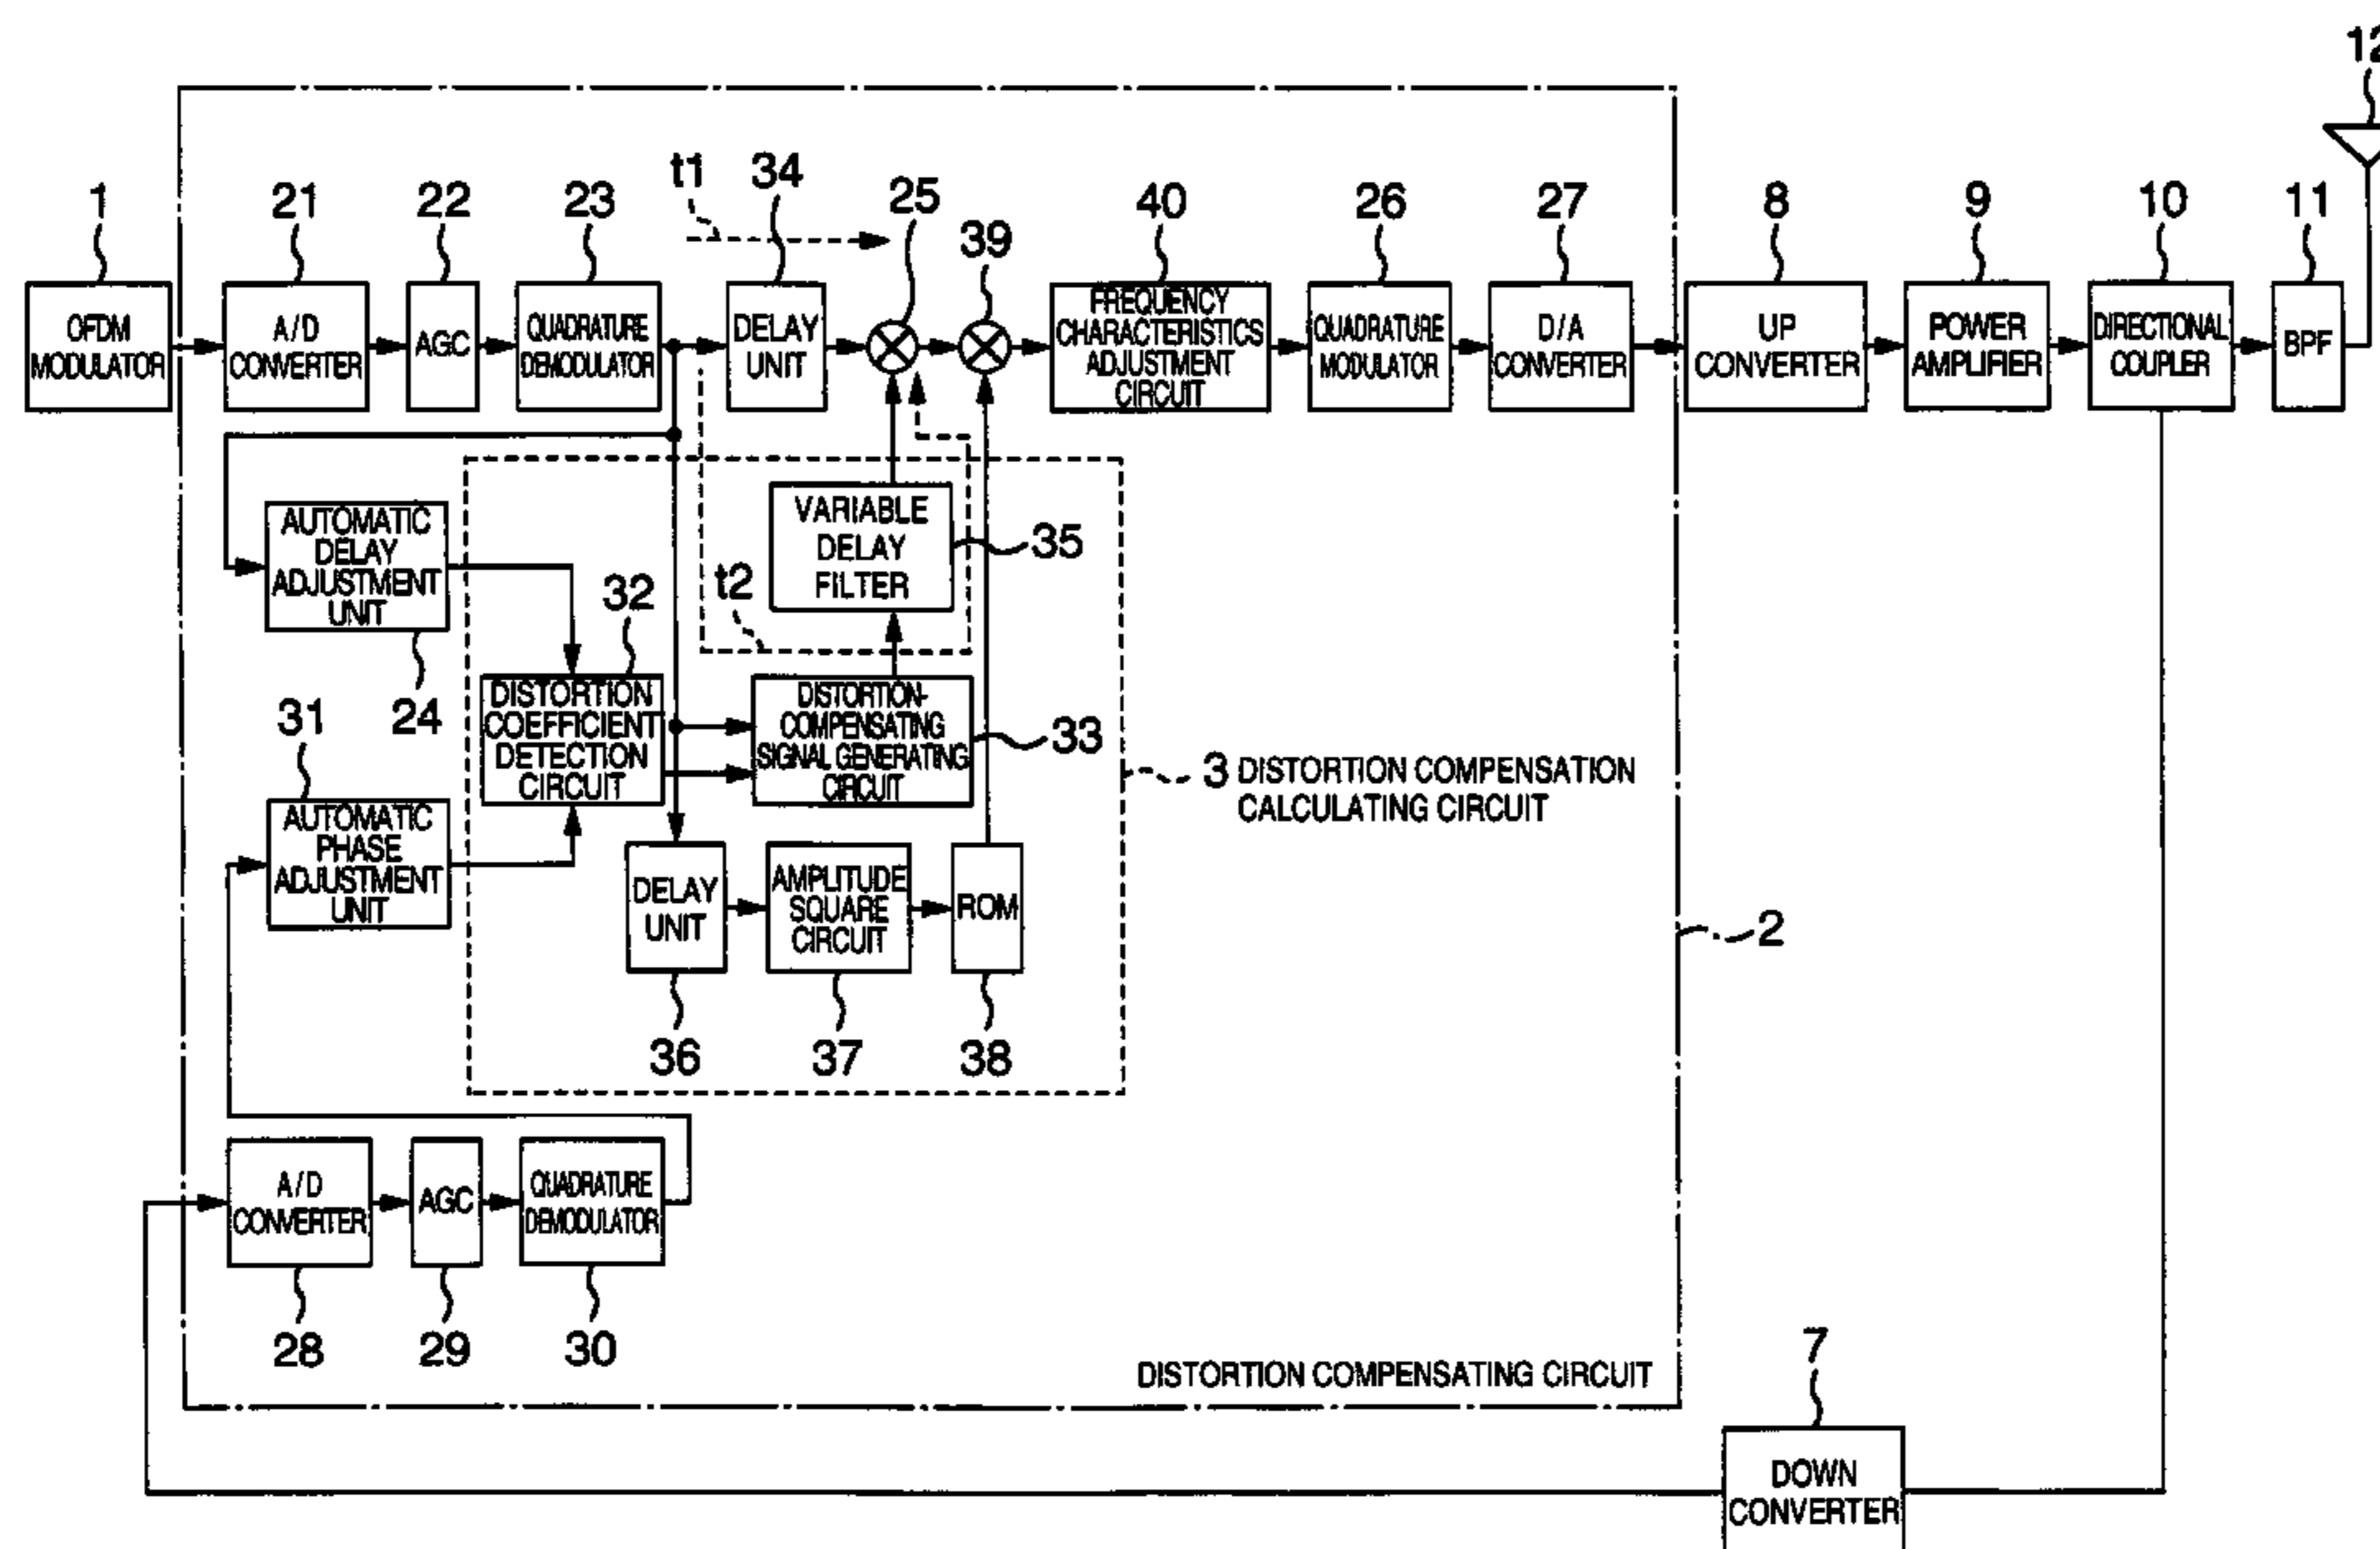 12
t1
34
1
21
22
23
25
39
40
26
27
8
9
10
11
OFDM
MODULATOR
A/D
CONVERTER
AGC
QUADRATURE
DEMODULATOR
DELAY
UNIT
FREQUENCY
CHARACTERISTICS
ADJUSTMENT
CIRCUIT
QUADRATURE
MODULATOR
D/A
CONVERTER
UP
CONVERTER
POWER
AMPLIFIER
DIRECTIONAL
COUPLER
BPF
AUTOMATIC
DELAY
ADJUSTMENT
UNIT
24
VARIABLE
DELAY
FILTER
35
t2
32
31
DISTORTION
COEFFICIENT
DETECTION
CIRCUIT
DISTORTION-
COMPENSATING
SIGNAL GENERATING
CIRCUIT
33
3 DISTORTION COMPENSATION
CALCULATING CIRCUIT
AUTOMATIC
PHASE
ADJUSTMENT
UNIT
DELAY
UNIT
AMPLITUDE
SQUARE
CIRCUIT
ROM
2
36
37
38
A/D
CONVERTER
AGC
QUADRATURE
DEMODULATOR
28
29
30
DISTORTION COMPENSATING CIRCUIT
7
DOWN
CONVERTER